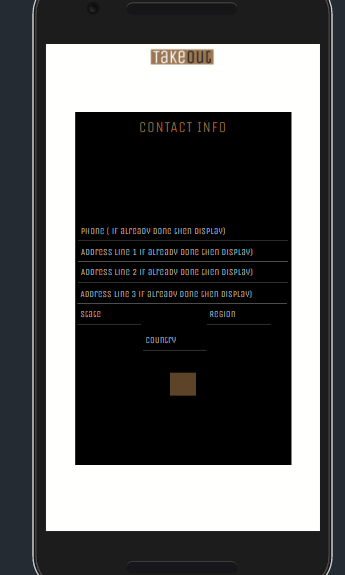 Takeout
CONTACT INFO
Phone ( if already done then display)
Address Line 1 if already done then display)
Address Line 2 if already done then display)
Address Line 3 if already done then display)
State Region
Country